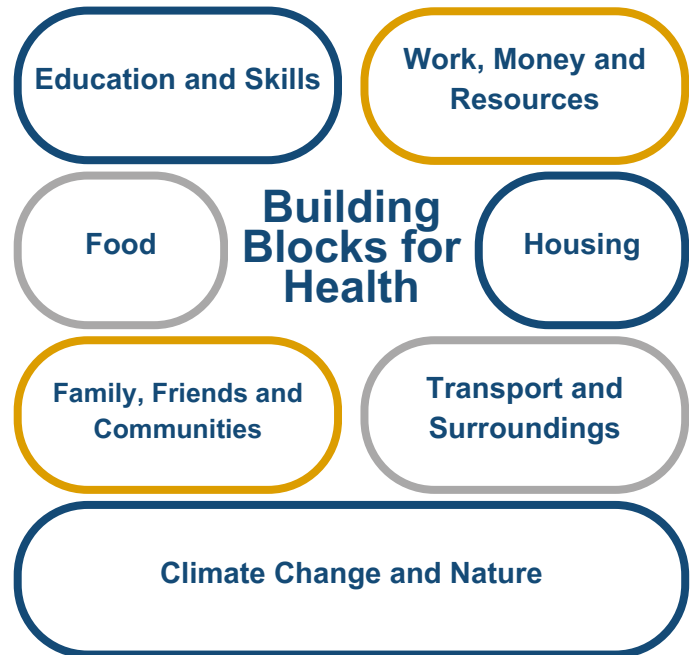 Education and Skills
Work, Money and
Resources
Food
Building
Blocks for
Health
Housing
Family, Friends and
Communities
Transport and
Surroundings
Climate Change and Nature